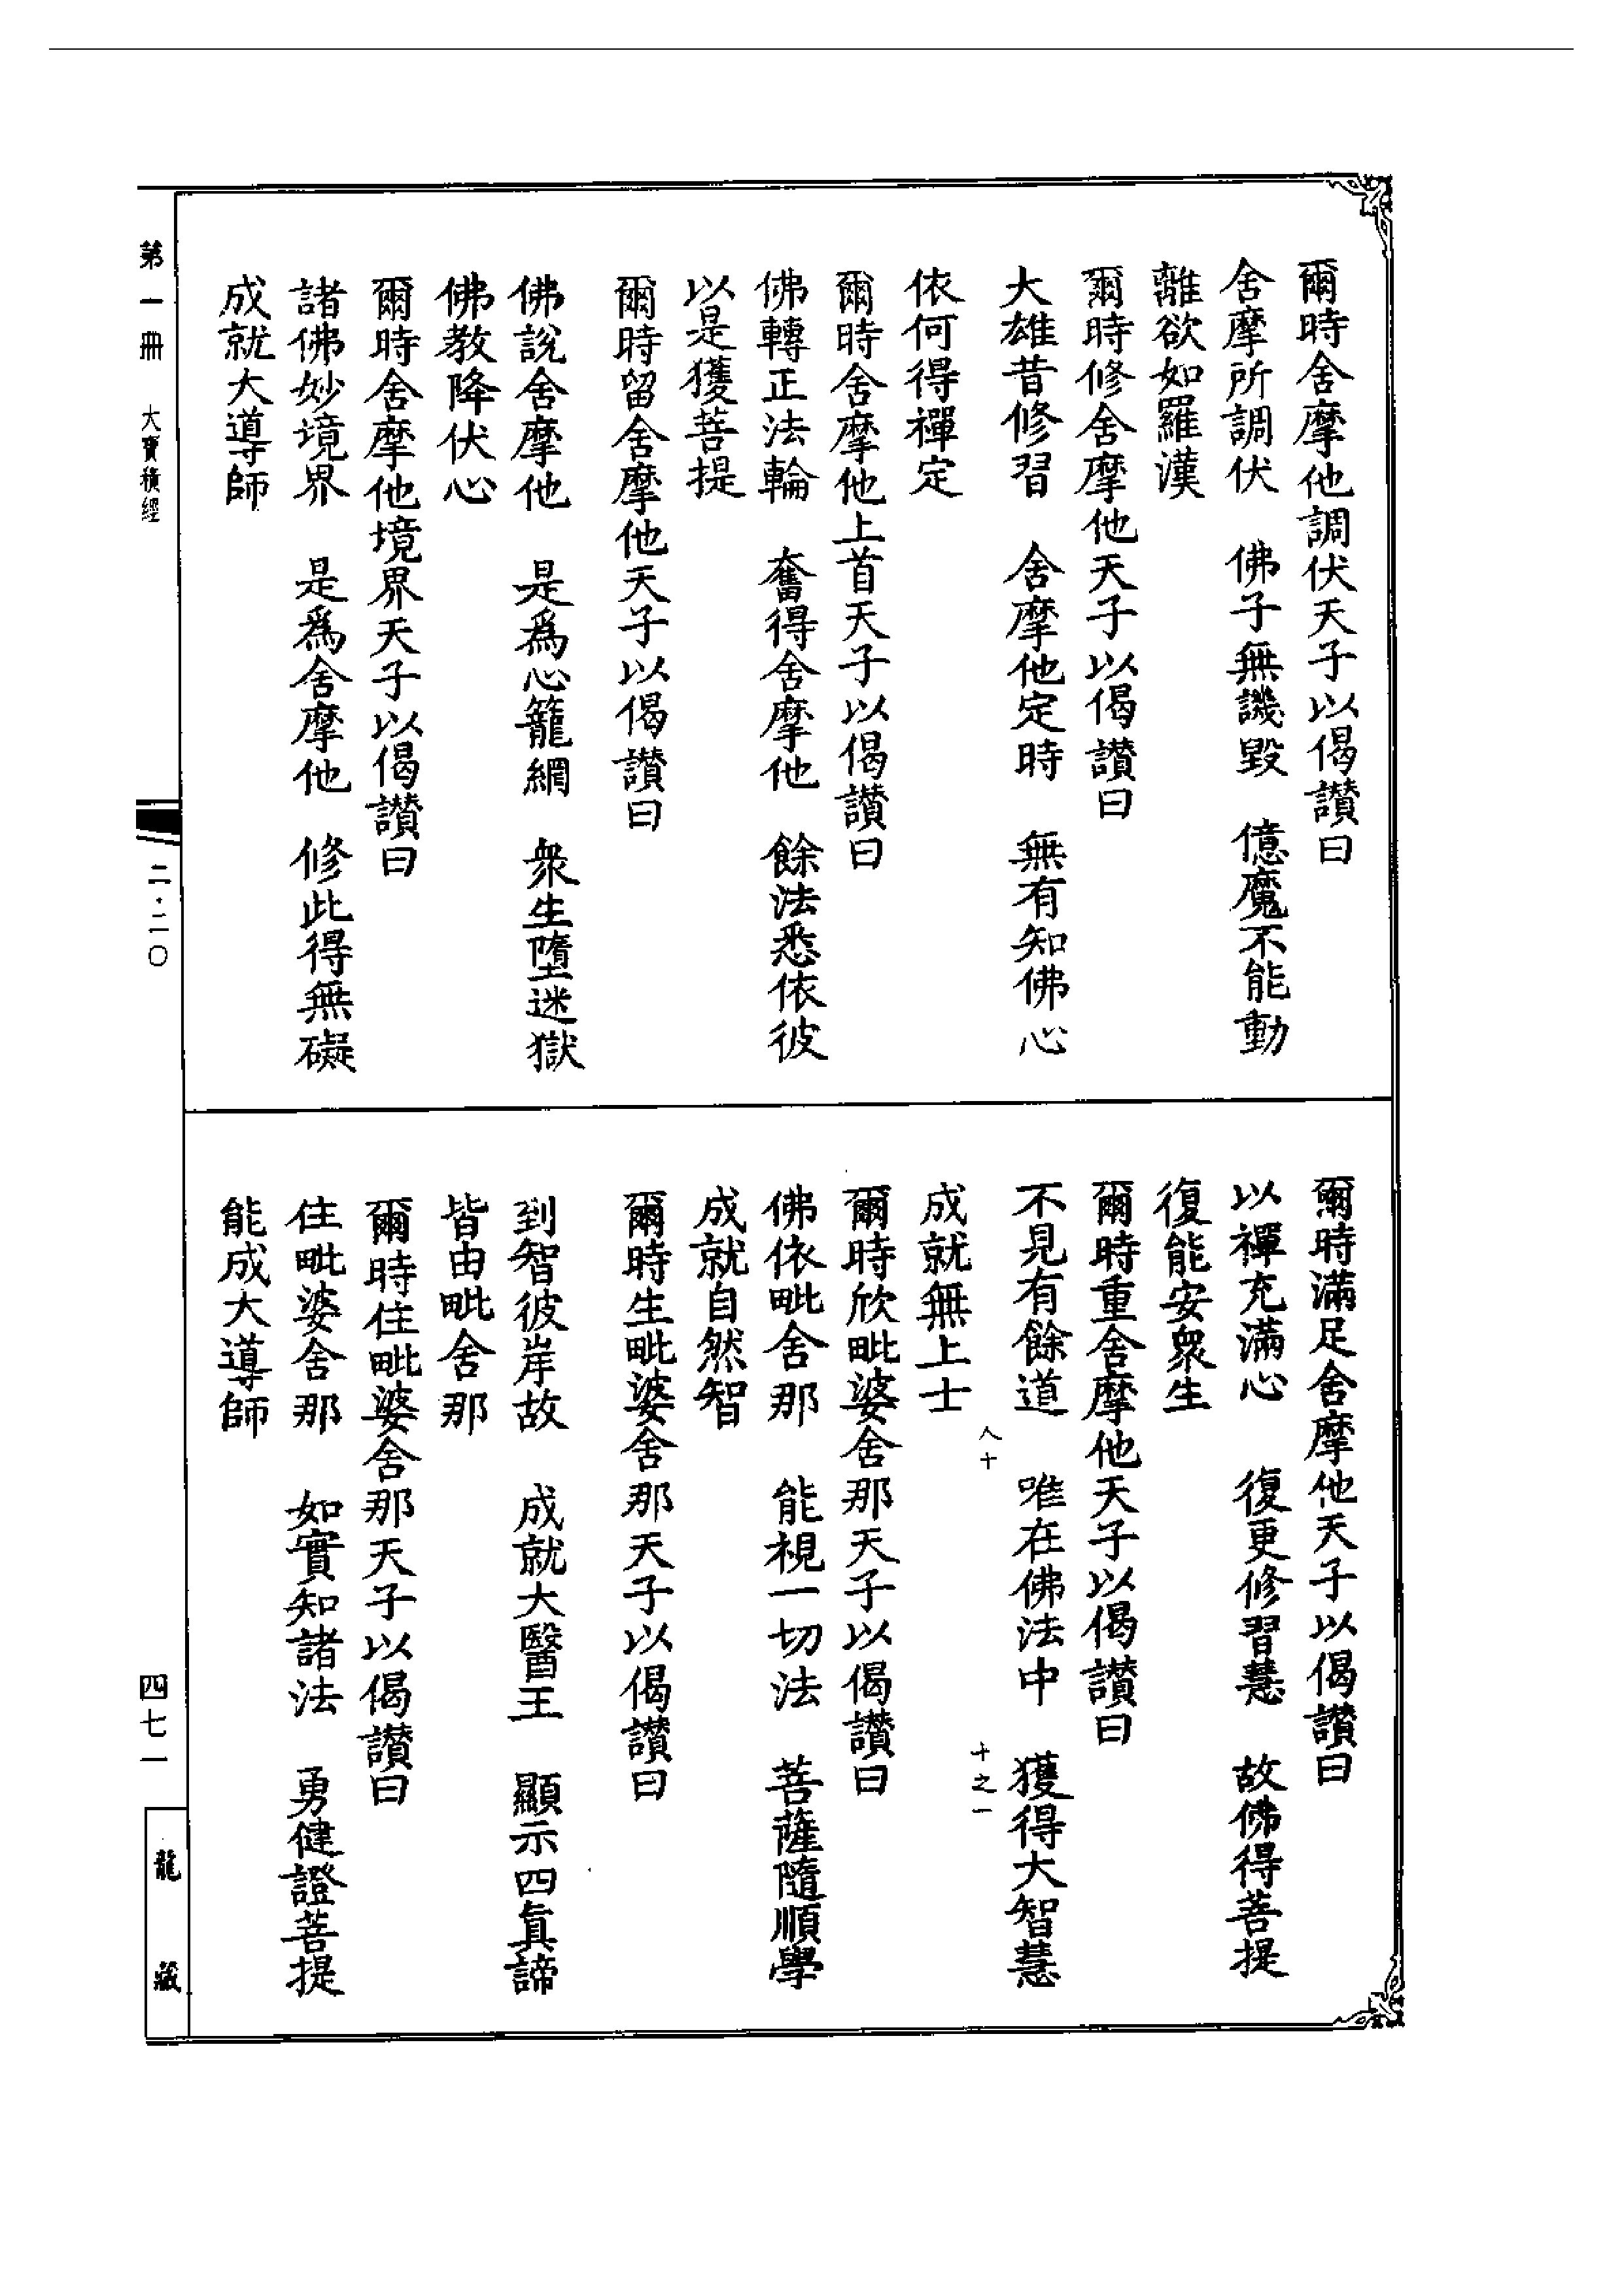 爾時舍摩他調伏天子以偈讃曰
舍摩所調伏　佛子無譏毀　億魔不能動
離欲如羅漢
爾時修舍摩他天子以偈讃曰
大雄昔修習　舍摩他定時　無有知佛心
依何得禪定
爾時舍摩他上首天子以偈讃曰
佛轉正法輪　奮得舍摩他　餘法悉依彼
以是獲菩提
爾時留舍摩他天子以偈讃曰
佛說舍摩他　是爲心籠網　衆生墮迷獄
佛教降伏心
爾時舍摩他境界天子以偈讃曰
諸佛妙境界　是爲舍摩他　修此得無礙
成就大導師
爾時滿足舍摩他天子以偈讃曰
以禪充滿心　復更修習慧　故佛得菩提
復能安衆生
爾時重舍摩他天子以偈讃曰
不見有餘道　唯在佛法中　獲得大智慧
成就無上士
八十　十之一
爾時欣毗婆舍那天子以偈讃曰
佛依毗舍那　能視一切法　菩薩隨順學
成就自然智
爾時生毗婆舍那天子以偈讃曰
到智彼岸故　成就大醫王　顯示四真諦
皆由毗舍那
爾時住毗婆舍那天子以偈讃曰
住毗婆舍那　如實知諸法　勇健證菩提
能成大導師
第一冊　大寶積經　二·二〇　四七一
龍藏